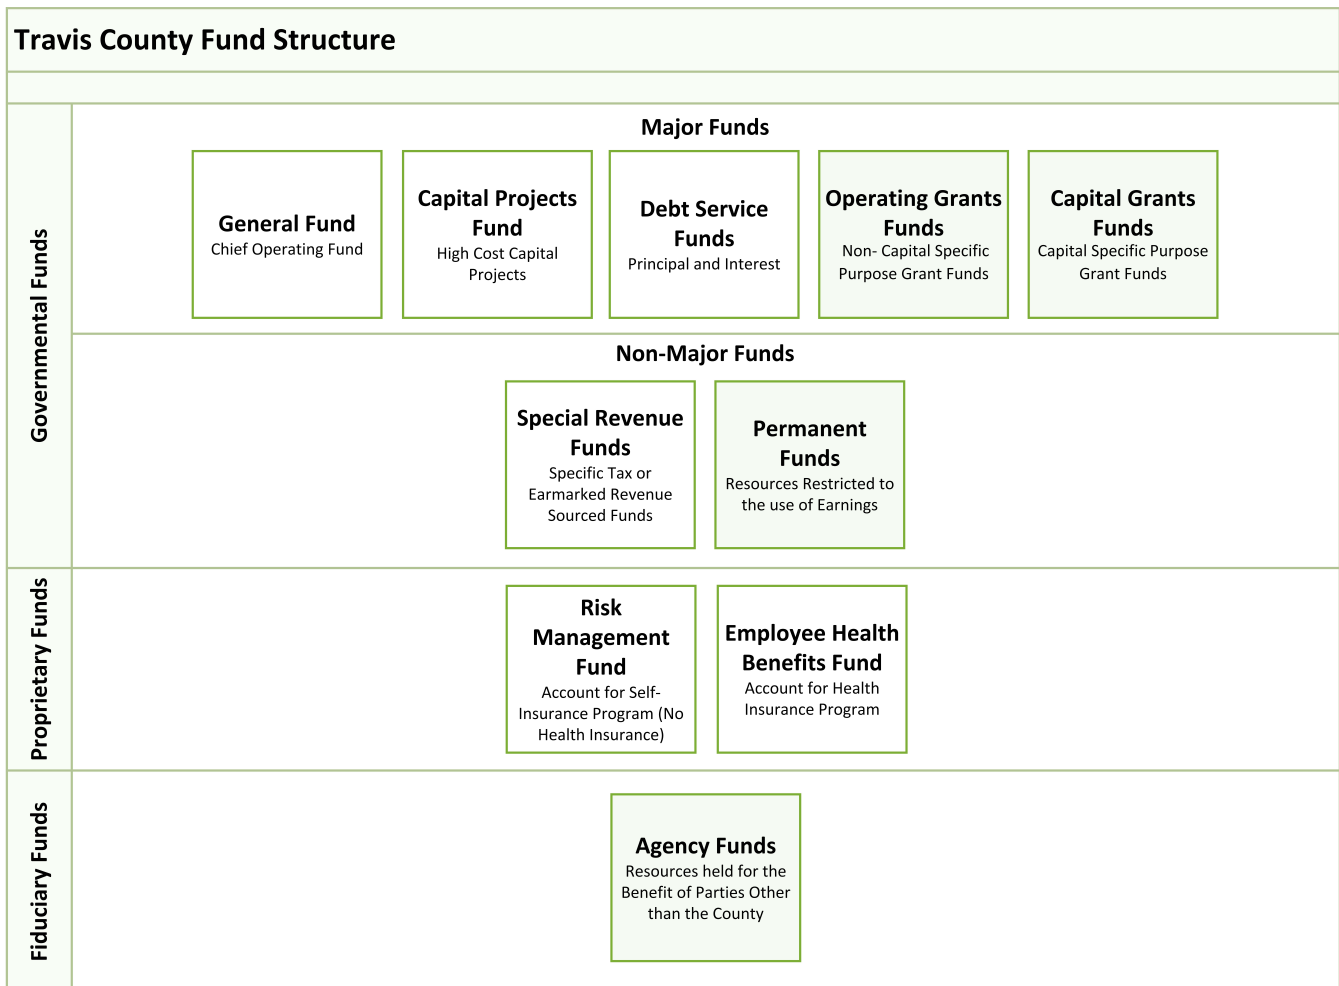 Travis County Fund Structure
Governmental Funds
Major Funds
General Fund
Chief Operating Fund
Capital Projects
Fund
High Cost Capital
Projects
Debt Service
Funds
Principal and Interest
Operating Grants
Funds
Non- Capital Specific
Purpose Grant Funds
Capital Grants
Funds
Capital Specific Purpose
Grant Funds
Non-Major Funds
Special Revenue
Funds
Specific Tax or
Earmarked Revenue
Sourced Funds
Permanent
Funds
Resources Restricted to
the use of Earnings
Proprietary Funds
Risk
Management
Fund
Account for Self-
Insurance Program (No
Health Insurance)
Employee Health
Benefits Fund
Account for Health
Insurance Program
Fiduciary Funds
Agency Funds
Resources held for the
Benefit of Parties Other
than the County